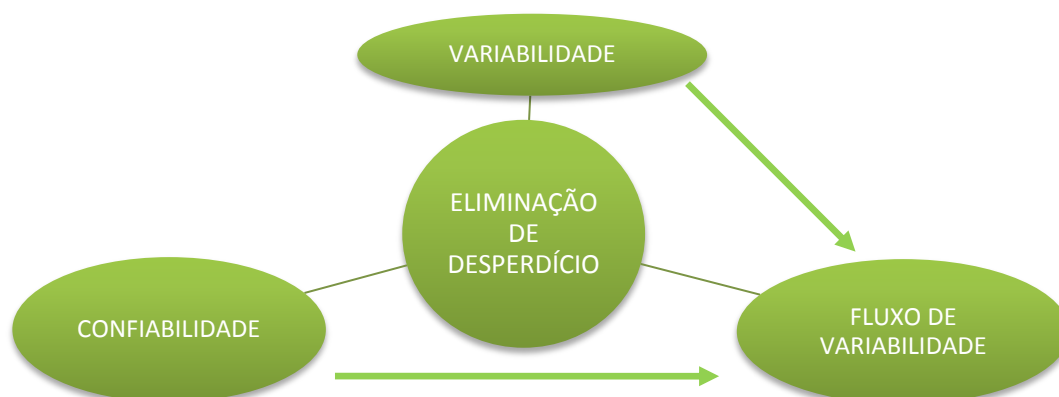 VARIABILIDADE
ELIMINAÇÃO
DE
DESPERDÍCIO
CONFIABILIDADE
FLUXO DE
VARIABILIDADE